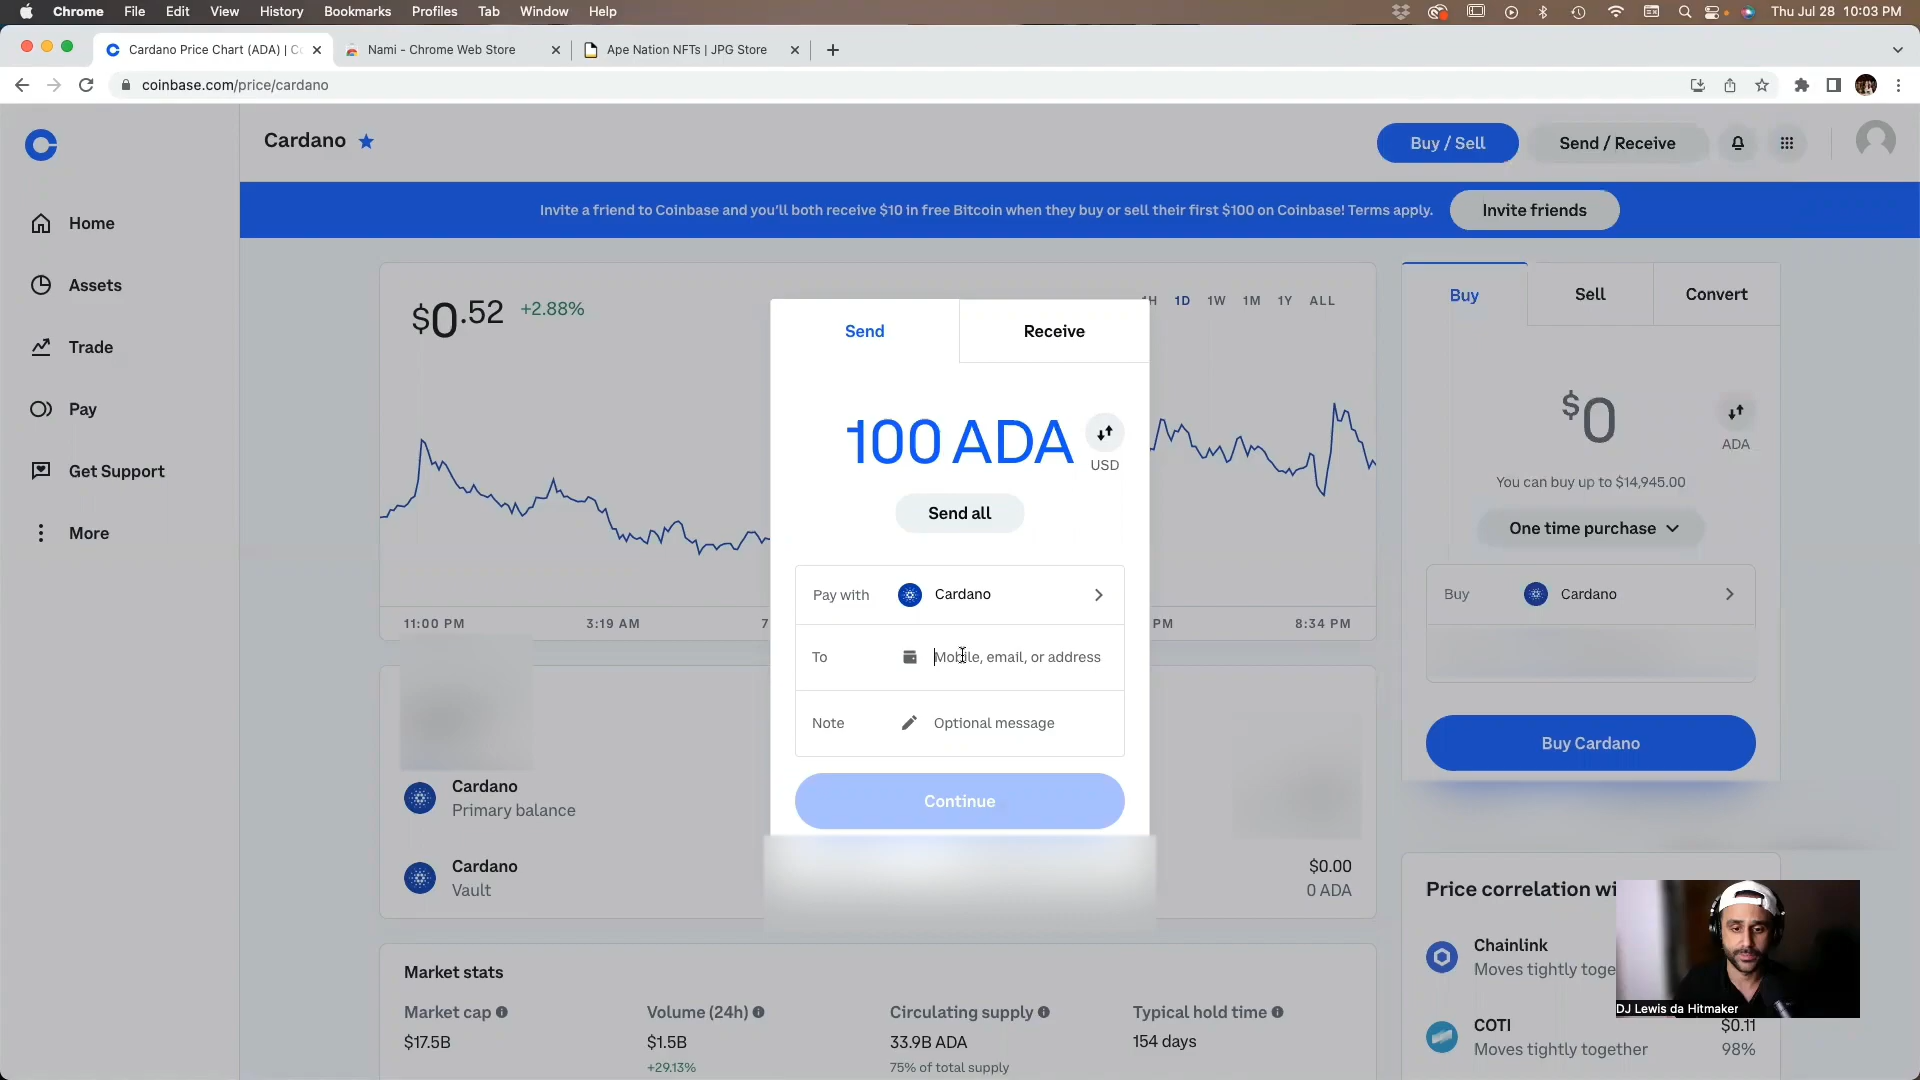 Chrome File Edit View History Bookmarks Profiles Tab Window Help Thu Jul 28 10:03 PM
Cardano Price Chart (ADA) | Nami - Chrome Web Store Ape Nation NFTs | JPG Store
coinbase.com/price/cardano
Cardano Buy / Sell Send / Receive
Invite a friend to Coinbase and you'll both receive $10 in free Bitcoin when they buy or sell their first $100 on Coinbase! Terms apply. Invite friends
Home
Assets
Trade
Pay
Get Support
More
$0.52 +2.88%
1D 1W 1M 1Y ALL
11:00 PM 3:19 AM PM 8:34 PM
Send Receive
100 ADA
USD
Send all
Pay with Cardano
To Mobile, email, or address
Note Optional message
Continue
Buy Sell Convert
$0
ADA
You can buy up to $14,945.00
One time purchase
Buy Cardano
Buy Cardano
Cardano
Primary balance
Cardano $0.00
Vault 0 ADA
Market stats
Market cap Volume (24h) Circulating supply Typical hold time
$17.5B $1.5B 33.9B ADA 154 days
+29.13% 75% of total supply
Price correlation
Chainlink
Moves tightly
COTI $0.11
Moves tightly together 98%
DJ Lewis da Hitmaker